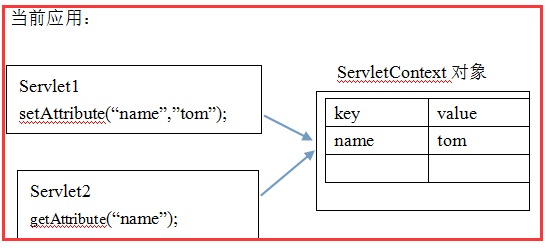 当前应用：
Servlet1
setAttribute(“name”,”tom”);
ServletContext 对象
key value
name tom
Servlet2
getAttribute(“name”);